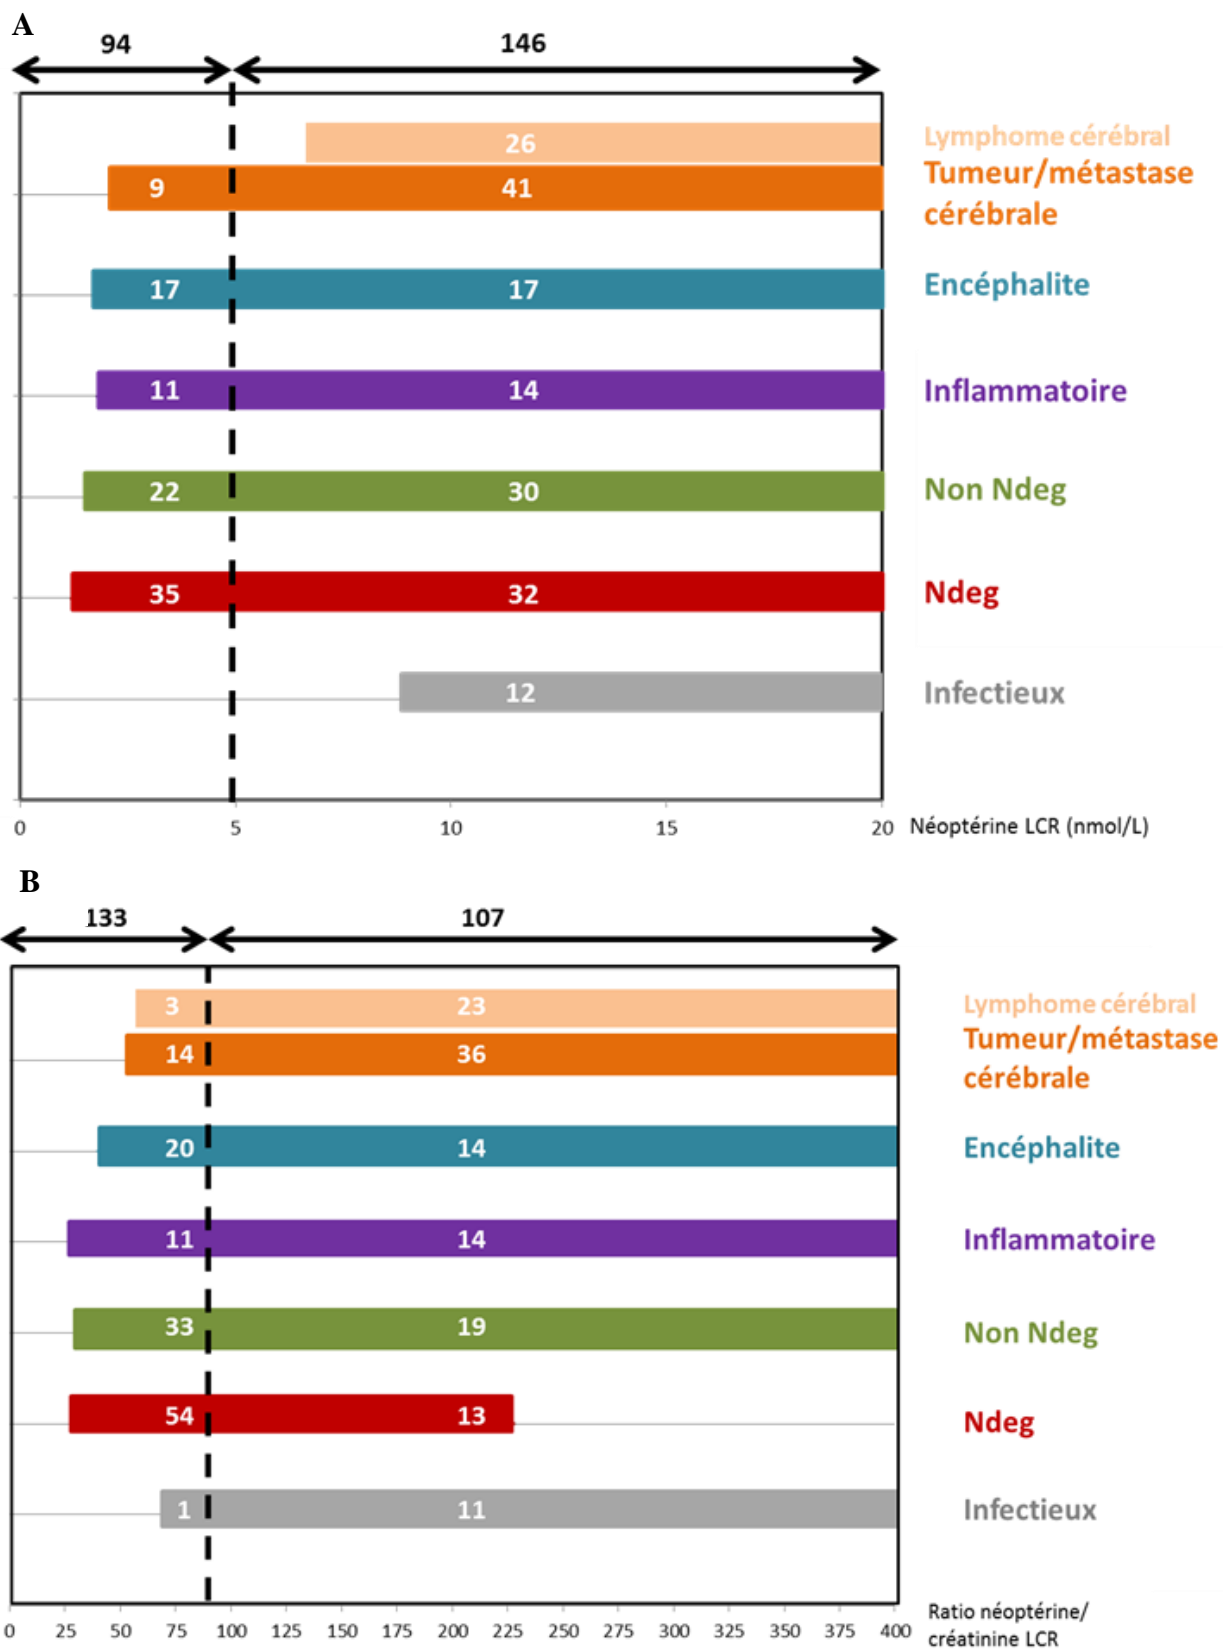 A
94 146
26 Lymphome cérébral
9 41 Tumeur/métastase
cérébrale
17 17 Encéphalite
11 14 Inflammatoire
22 30 Non Ndeg
35 32 Ndeg
12 Infectieux
0 5 10 15 20 Néoptérine LCR (nmol/L)
B
133 107
3 23 Lymphome cérébral
14 36 Tumeur/métastase
cérébrale
20 14 Encéphalite
11 14 Inflammatoire
33 19 Non Ndeg
54 13 Ndeg
1 11 Infectieux
0 25 50 75 100 125 150 175 200 225 250 275 300 325 350 375 400 Ratio néoptérine/
créatinine LCR